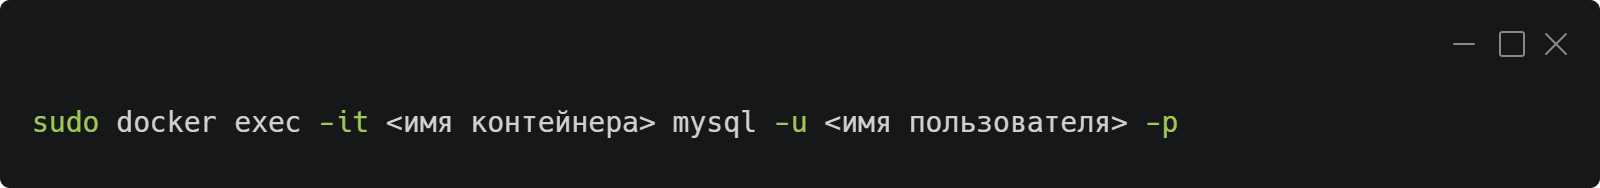 sudo docker exec -it <имя контейнера> mysql -u <имя пользователя> -p